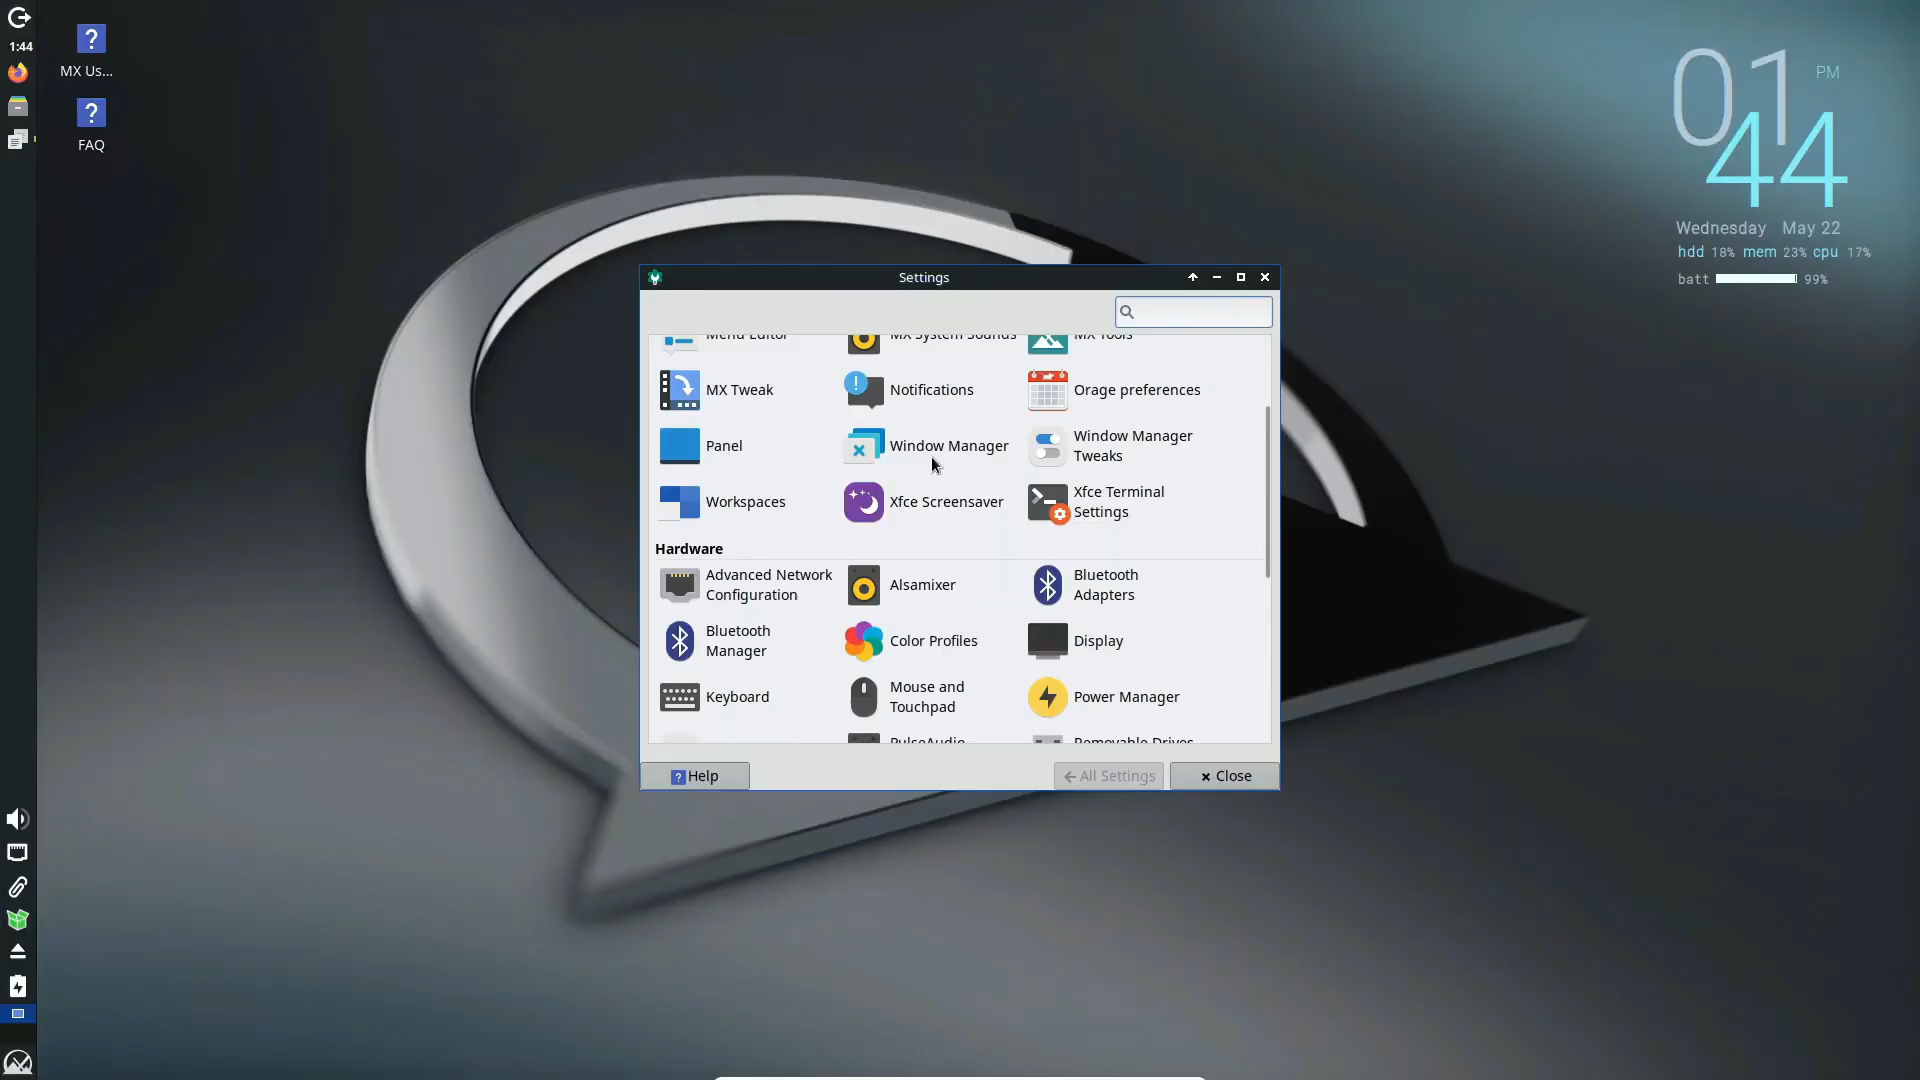 1:44
MX Us...
FAQ
01 PM
44
Wednesday May 22
hdd 18% mem 23% cpu 17%
batt 99%
Settings
Menu Editor MX System Sounds MX Tools
MX Tweak Notifications Orage preferences
Panel Window Manager Window Manager
Tweaks
Workspaces Xfce Screensaver Xfce Terminal
Settings
Hardware
Advanced Network
Configuration
Alsamixer
Bluetooth
Adapters
Bluetooth
Manager
Color Profiles
Display
Keyboard
Mouse and
Touchpad
Power Manager
PulseAudio
Removable Drives
? Help
All Settings
Close